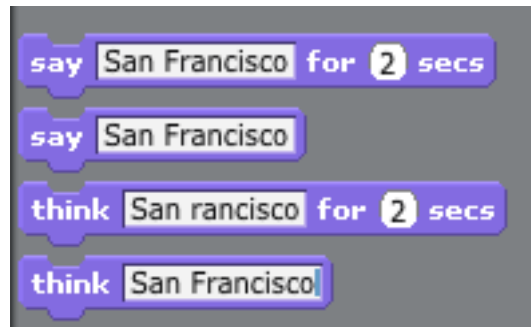 say San Francisco for 2 secs
say San Francisco
think San rancisco for 2 secs
think San Francisco